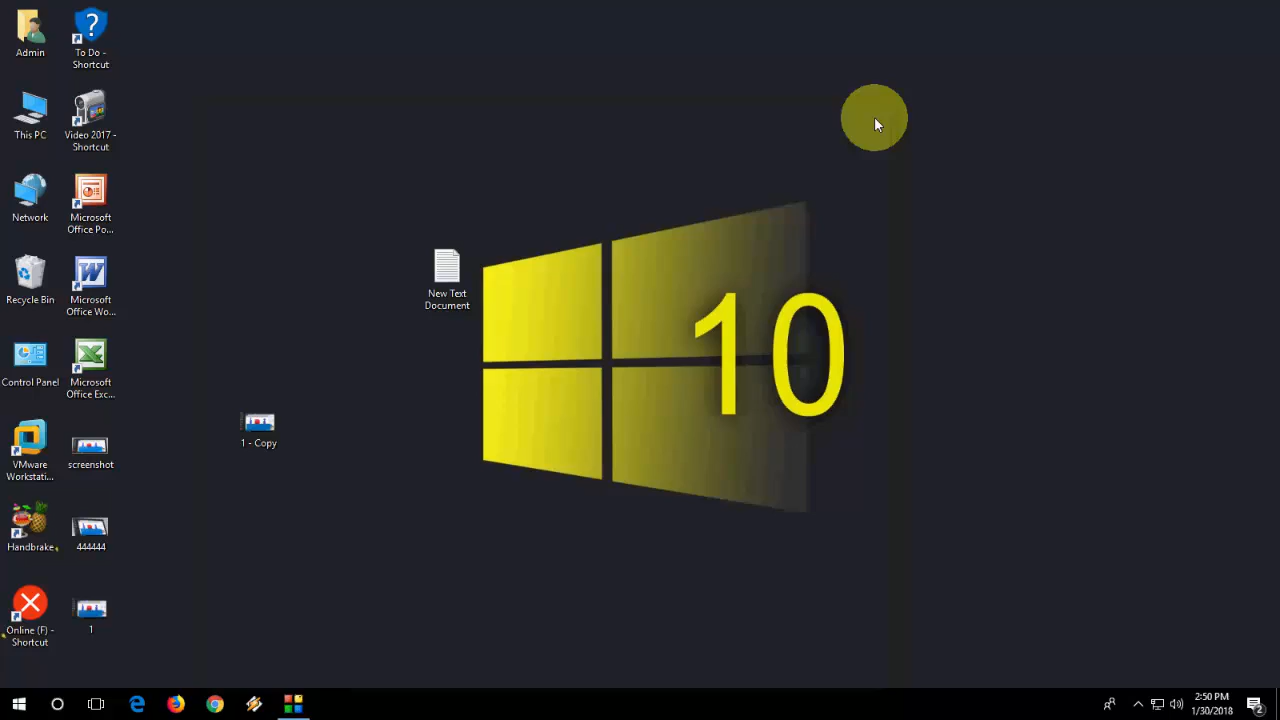 Admin
To Do -
Shortcut
This PC
Video 2017 -
Shortcut
Network
Microsoft
Office Po...
Recycle Bin
Microsoft
Office Wo...
Control Panel
Microsoft
Office Exc...
VMware
Workstati...
screenshot
Handbrake
444444
Online (F) -
Shortcut
1
New Text
Document
1 - Copy
10
2:50 PM
1/30/2018
2